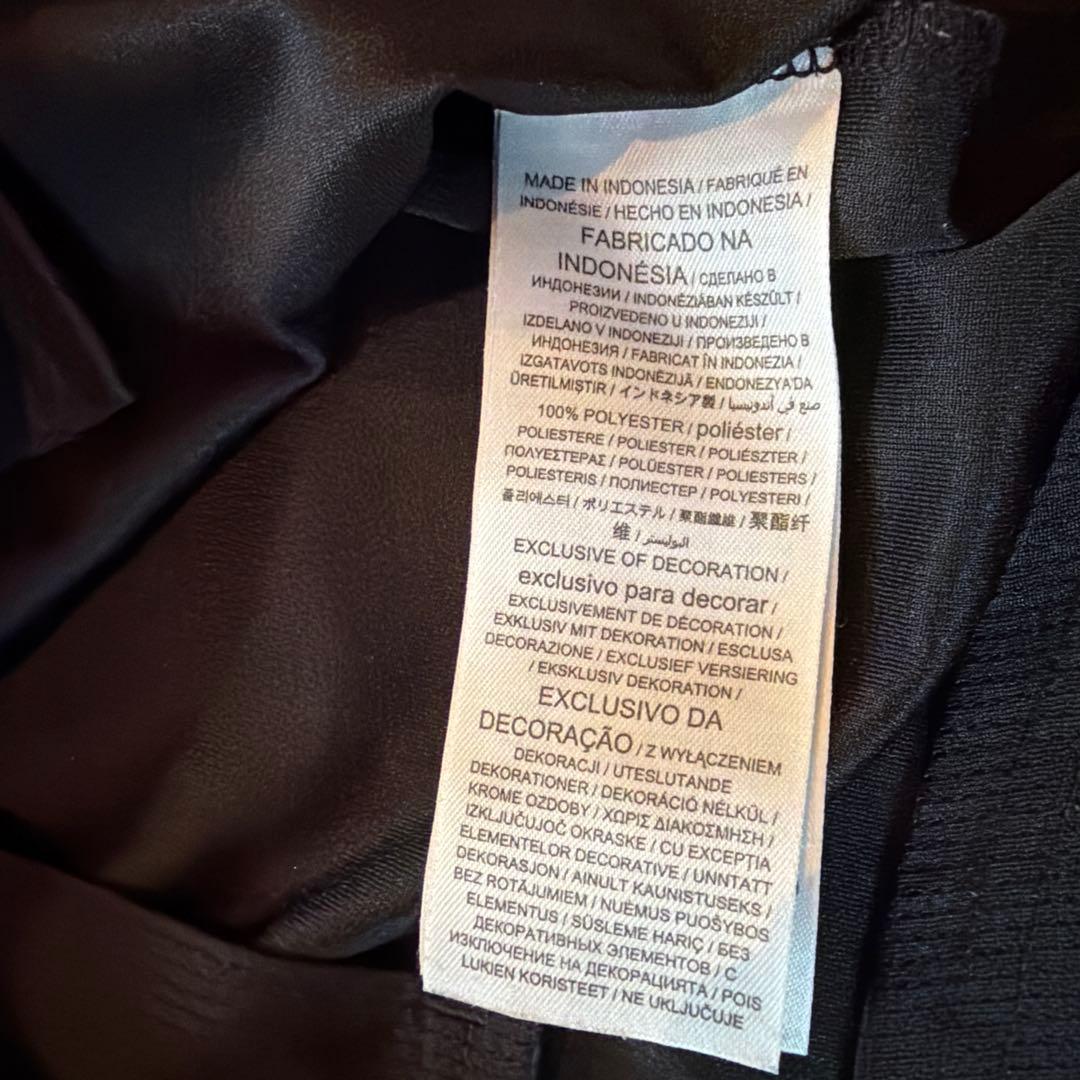 MADE IN INDONESIA / FABRIQUÉ EN
INDONÉSIE / HECHO EN INDONESIA /
FABRICADO NA
INDONÉSIA / СДЕЛАНО В
ИНДОНЕЗИИ / INDONÉZIÁBAN KÉSZÜLT /
PROIZVEDENO U INDONEZIJI /
IZDELANO V INDONEZIJI / ПРОИЗВЕДЕНО В
ИНДОНЕЗИЯ / FABRICAT ÎN INDONEZIA /
IZGATAVOTS INDONĒZIJĀ / ENDONEZYA'DA
ÜRETILMIŞTIR / インドネシア製 / صنع في أندونيسيا
100% POLYESTER / poliéster /
POLIESTERE / POLIESTER / POLIÉSZTER /
ΠΟΛΥΕΣΤΕΡΑΣ / POLÜESTER / POLIESTERS /
POLIESTERIS / ПОЛИЕСТЕР / POLYESTERI /
폴리에스터 / ポリエステル / 聚酯纖維 / 聚酯纤
维 / البوليستر
EXCLUSIVE OF DECORATION /
exclusivo para decorar /
EXCLUSIVEMENT DE DÉCORATION /
EXKLUSIV MIT DEKORATION / ESCLUSA
DECORAZIONE / EXCLUSIEF VERSIERING
/ EKSKLUSIV DEKORATION /
EXCLUSIVO DA
DECORAÇÃO / Z WYŁĄCZENIEM
DEKORACJI / UTESLUTANDE
DEKORATIONER / DEKORÁCIÓ NÉLKÜL /
KROME OZDOBY / ΧΩΡΙΣ ΔΙΑΚΟΣΜΗΣΗ /
IZKLJUČUJOČ OKRASKE / CU EXCEPȚIA
ELEMENTELOR DECORATIVE / UNNTATT
DEKORASJON / AINULT KAUNISTUSEKS /
BEZ ROTĀJUMIEM / NUĖMUS PUOŠYBOS
ELEMENTUS / SÜSLEME HARIÇ / БЕЗ
ДЕКОРАТИВНЫХ ЭЛЕМЕНТОВ / С
ИЗКЛЮЧЕНИЕ НА ДЕКОРАЦИЯТА / POIS
LUKIEN KORISTEET / NE UKLJUČUJE